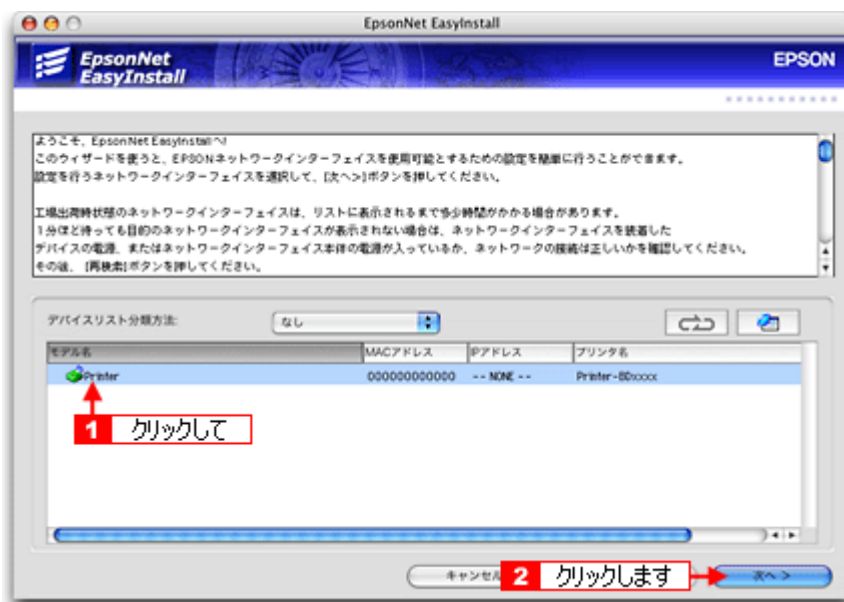 EpsonNet EasyInstall
EpsonNet
EasyInstall
EPSON
ようこそ、EpsonNet EasyInstallへ!
このウィザードを使うと、EPSONネットワークインターフェイスを使用可能とするための設定を簡単に行うことができます。
設定を行うネットワークインターフェイスを選択して、[次へ>]ボタンを押してください。
工場出荷時状態のネットワークインターフェイスは、リストに表示されるまで多少時間がかかる場合があります。
1分ほど待っても目的のネットワークインターフェイスが表示されない場合は、ネットワークインターフェイスを装着した
デバイスの電源、またはネットワークインターフェイス本体の電源が入っているか、ネットワークの接続は正しいかを確認してください。
その後、[再検索]ボタンを押してください。
デバイスリスト分類方法: なし
モデル名 MACアドレス IPアドレス プリンタ名
Printer 000000000000 -- NONE -- Printer-80xxxx
1 クリックして
キャンセル 2 クリックします 次へ >